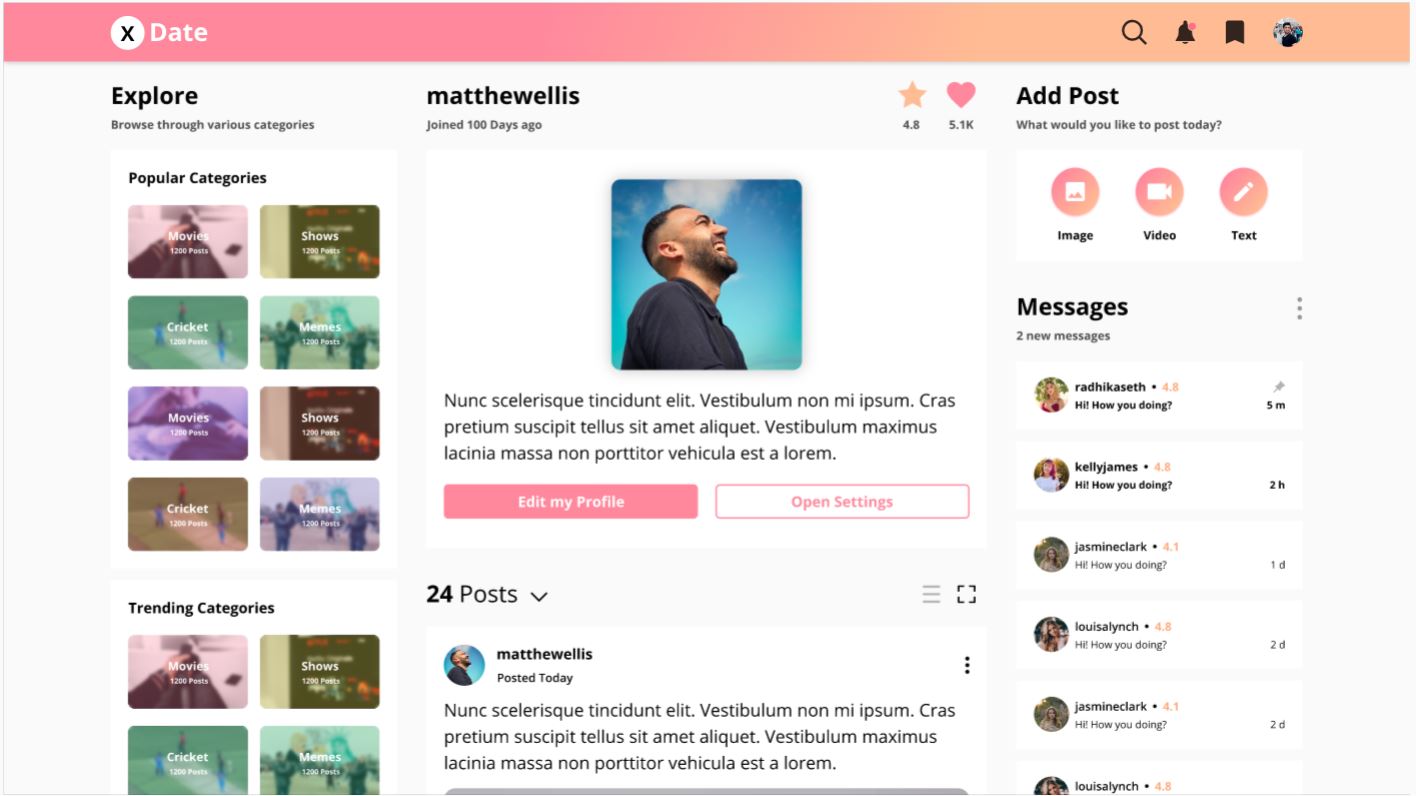 X Date
Explore
Browse through various categories
Popular Categories
Movies
1200 Posts
Shows
1200 Posts
Cricket
1200 Posts
Memes
1200 Posts
Movies
1200 Posts
Shows
1200 Posts
Cricket
1200 Posts
Memes
1200 Posts
Trending Categories
Movies
1200 Posts
Shows
1200 Posts
Cricket
1200 Posts
Memes
1200 Posts
matthewellis
Joined 100 Days ago
4.8
5.1K
Nunc scelerisque tincidunt elit. Vestibulum non mi ipsum. Cras
pretium suscipit tellus sit amet aliquet. Vestibulum maximus
lacinia massa non porttitor vehicula est a lorem.
Edit my Profile
Open Settings
24 Posts
matthewellis
Posted Today
Nunc scelerisque tincidunt elit. Vestibulum non mi ipsum. Cras
pretium suscipit tellus sit amet aliquet. Vestibulum maximus
lacinia massa non porttitor vehicula est a lorem.
Add Post
What would you like to post today?
Image
Video
Text
Messages
2 new messages
radhikaseth • 4.8
Hi! How you doing?
5 m
kellyjames • 4.8
Hi! How you doing?
2 h
jasmineclark • 4.1
Hi! How you doing?
1 d
louisalynch • 4.8
Hi! How you doing?
2 d
jasmineclark • 4.1
Hi! How you doing?
2 d
louisalynch • 4.8